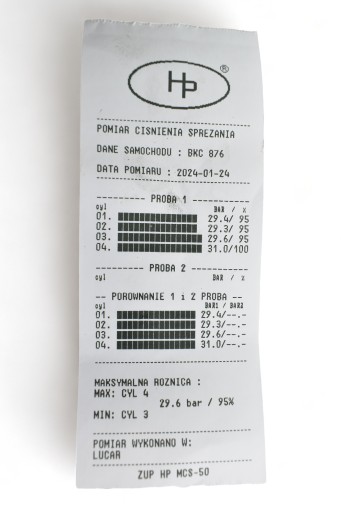 HP ®
POMIAR CISNIENIA SPREZANIA
DANE SAMOCHODU : BKC 876
DATA POMIARU : 2024-01-24
--------- PROBA 1 ---------
cyl BAR / %
01. 29.4/ 95
02. 29.3/ 95
03. 29.6/ 95
04. 31.0/100
--------- PROBA 2 ---------
cyl BAR / %
-- POROWNANIE 1 i 2 PROBA --
cyl BAR1 / BAR2
01. 29.4/--.-
02. 29.3/--.-
03. 29.6/--.-
04. 31.0/--.-
MAKSYMALNA ROZNICA :
MAX: CYL 4
29.6 bar / 95%
MIN: CYL 3
POMIAR WYKONANO W:
LUCAR
ZUP HP MCS-50